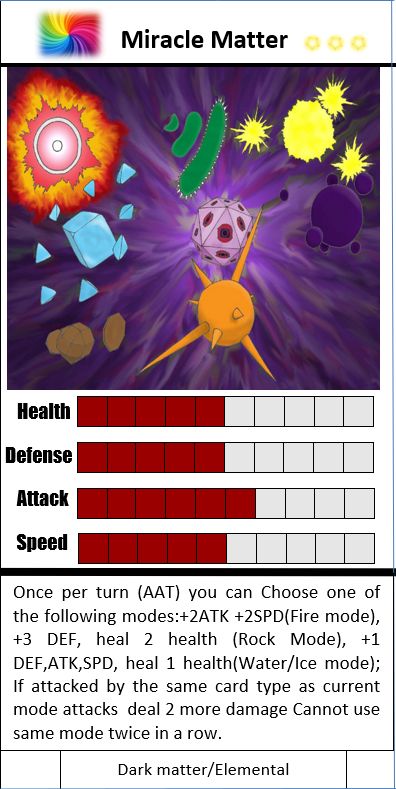 Miracle Matter
Health
Defense
Attack
Speed
Once per turn (AAT) you can Choose one of
the following modes:+2ATK +2SPD(Fire mode),
+3 DEF, heal 2 health (Rock Mode), +1
DEF,ATK,SPD, heal 1 health(Water/Ice mode);
If attacked by the same card type as current
mode attacks deal 2 more damage Cannot use
same mode twice in a row.
Dark matter/Elemental